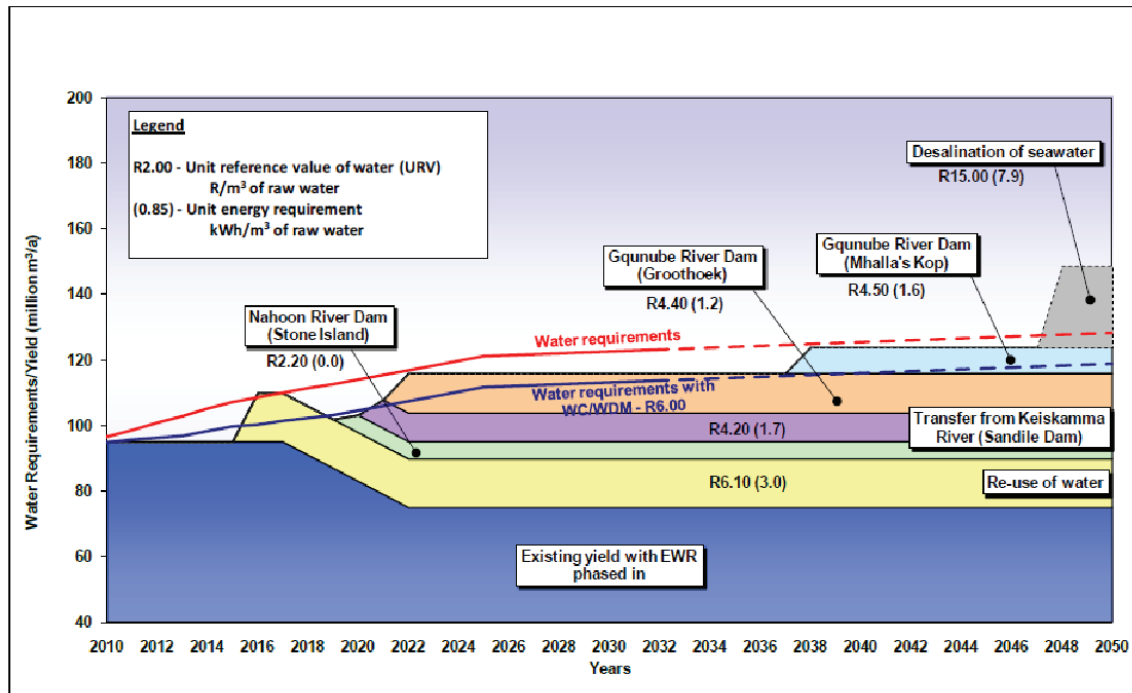 Water Requirements/Yield (million m³/a)
200
180
160
140
120
100
80
60
40
Legend
R2.00 - Unit reference value of water (URV)
R/m³ of raw water
(0.85) - Unit energy requirement
kWh/m³ of raw water
Desalination of seawater
R15.00 (7.9)
Gqunube River Dam
(Mhalla's Kop)
R4.50 (1.6)
Gqunube River Dam
(Groothoek)
R4.40 (1.2)
Nahoon River Dam
(Stone Island)
R2.20 (0.0)
Water requirements
Water requirements with
WC/WDM - R6.00
Transfer from Keiskamma
River (Sandile Dam)
R4.20 (1.7)
R6.10 (3.0)
Re-use of water
Existing yield with EWR
phased in
2010 2012 2014 2016 2018 2020 2022 2024 2026 2028 2030 2032 2034 2036 2038 2040 2042 2044 2046 2048 2050
Years